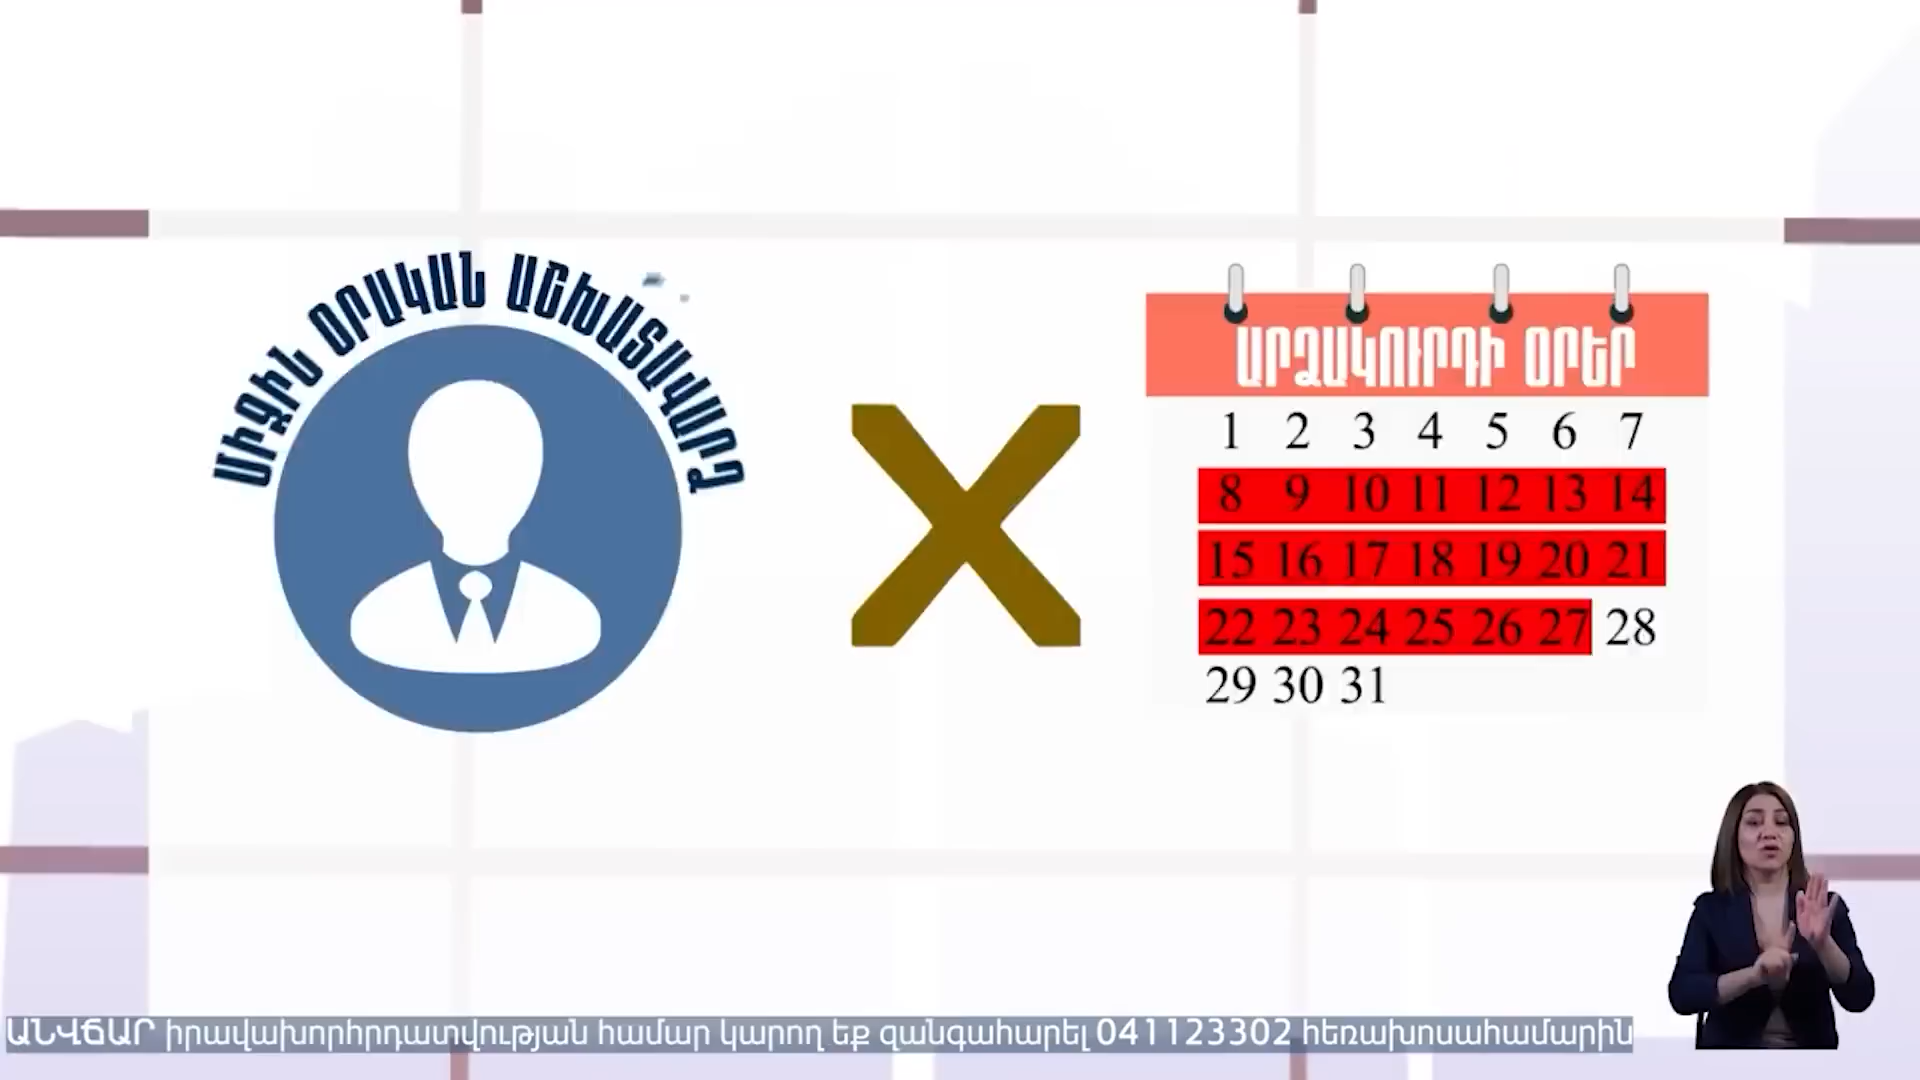 ՄԻՋԻՆ ՕՐԱԿԱՆ ԱՇԽԱՏԱՎԱՐՁ
ԱՐՁԱԿՈՒՐԴԻ ՕՐԵՐ
1 2 3 4 5 6 7
8 9 10 11 12 13 14
15 16 17 18 19 20 21
22 23 24 25 26 27 28
29 30 31
ԱՆՎՃԱՐ իրավախորհրդատվության համար կարող եք զանգահարել 041123302 հեռախոսահամարին